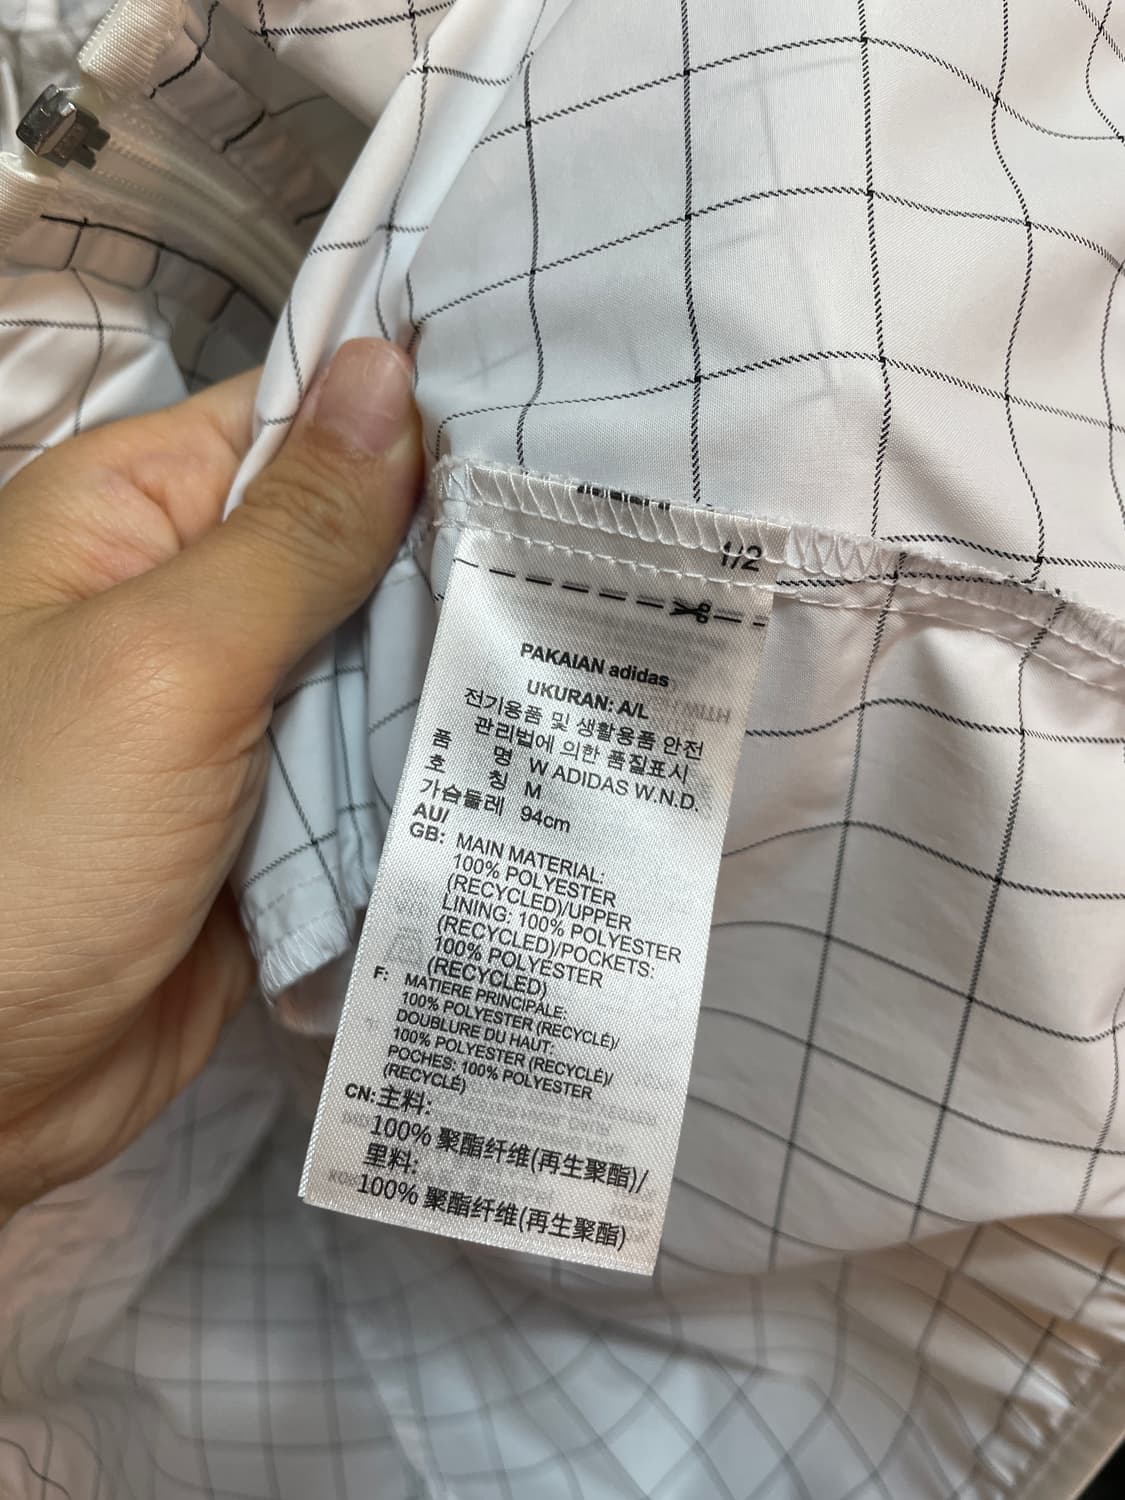 1/2
PAKAIAN adidas
UKURAN: A/L
전기용품 및 생활용품 안전
관리법에 의한 품질표시
품 명 W ADIDAS W.N.D.
호 칭 M
가슴둘레 94cm
AU/
GB: MAIN MATERIAL:
100% POLYESTER
(RECYCLED)/UPPER
LINING: 100% POLYESTER
(RECYCLED)/POCKETS:
100% POLYESTER
(RECYCLED)
F: MATIERE PRINCIPALE:
100% POLYESTER (RECYCLÉ)/
DOUBLURE DU HAUT:
100% POLYESTER (RECYCLÉ)/
POCHES: 100% POLYESTER
(RECYCLÉ)
CN:主料:
100% 聚酯纤维(再生聚酯)/
里料:
100% 聚酯纤维(再生聚酯)